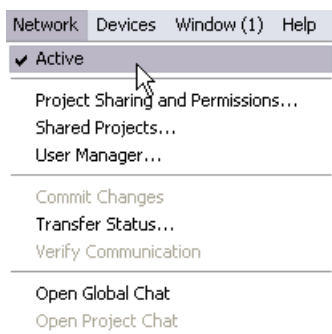 Network Devices Window (1) Help
Active
Project Sharing and Permissions...
Shared Projects...
User Manager...
Commit Changes
Transfer Status...
Verify Communication
Open Global Chat
Open Project Chat